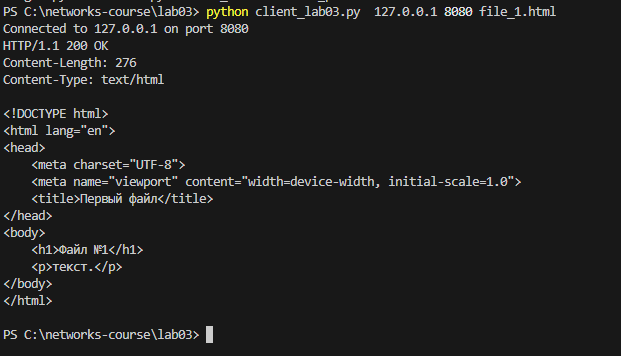 PS C:\networks-course\lab03> python client_lab03.py  127.0.0.1 8080 file_1.html
Connected to 127.0.0.1 on port 8080
HTTP/1.1 200 OK
Content-Length: 276
Content-Type: text/html

<!DOCTYPE html>
<html lang="en">
<head>
    <meta charset="UTF-8">
    <meta name="viewport" content="width=device-width, initial-scale=1.0">
    <title>Первый файл</title>
</head>
<body>
    <h1>Файл №1</h1>
    <p>текст.</p>
</body>
</html>

PS C:\networks-course\lab03>